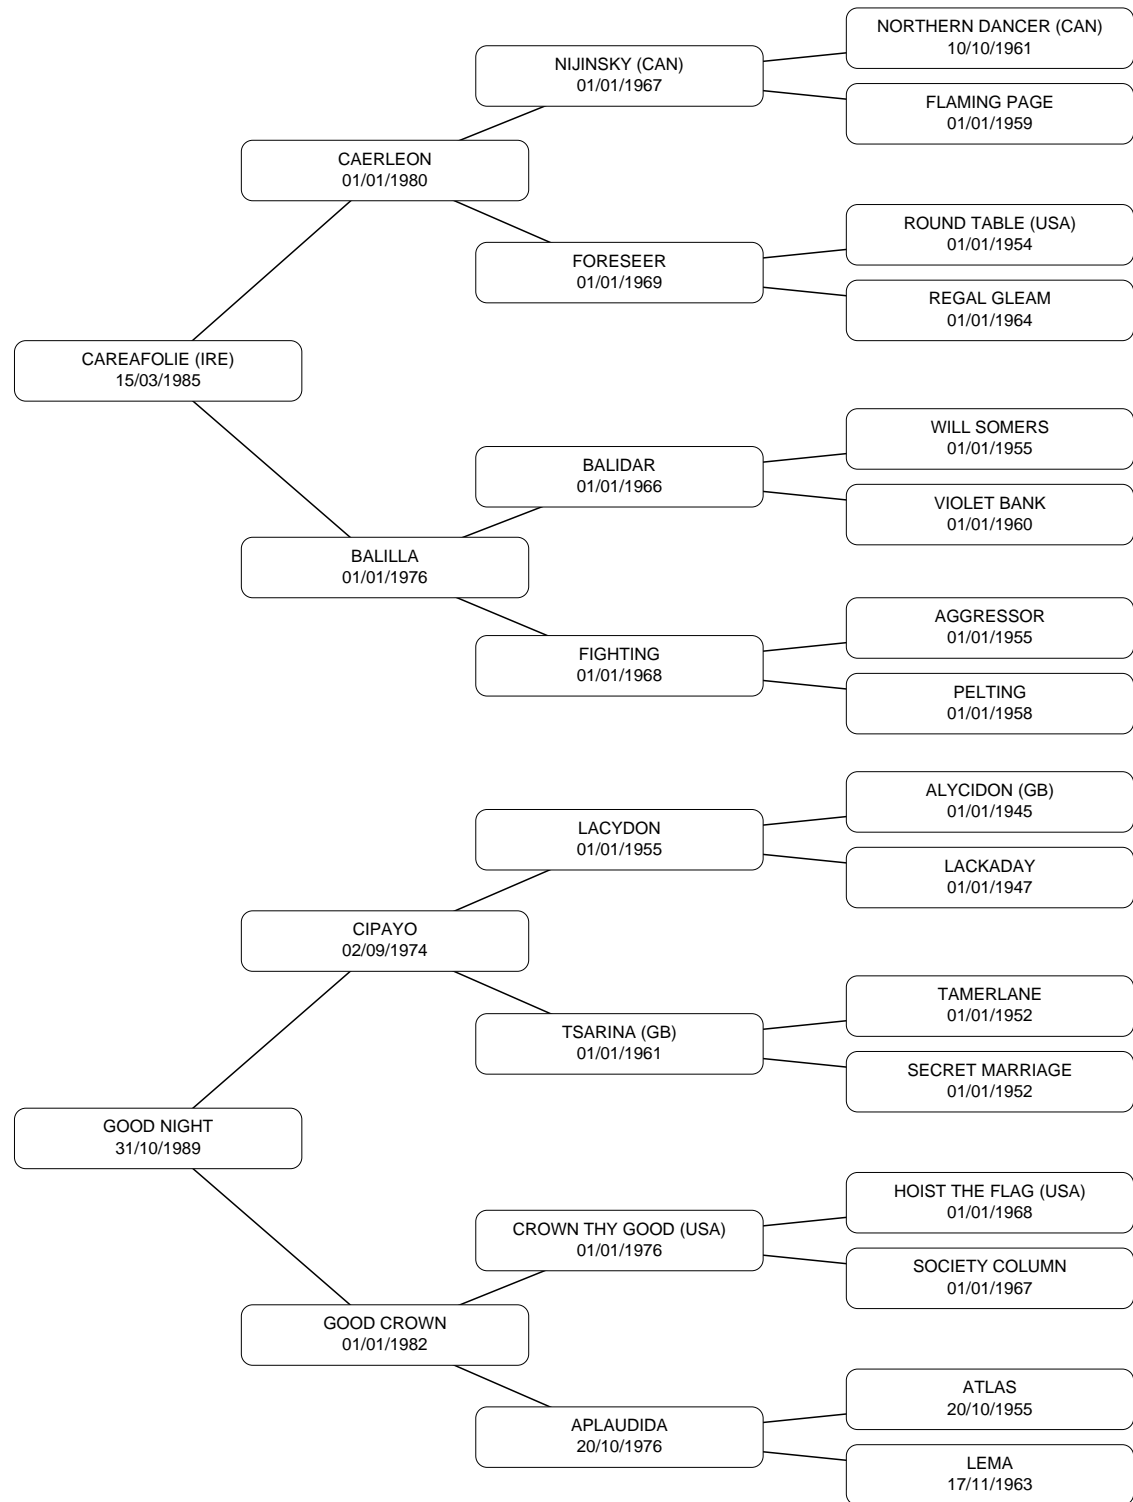 NORTHERN DANCER (CAN)
10/10/1961
NIJINSKY (CAN)
01/01/1967
FLAMING PAGE
01/01/1959
CAERLEON
01/01/1980
ROUND TABLE (USA)
01/01/1954
FORESEER
01/01/1969
REGAL GLEAM
01/01/1964
CAREAFOLIE (IRE)
15/03/1985
WILL SOMERS
01/01/1955
BALIDAR
01/01/1966
VIOLET BANK
01/01/1960
BALILLA
01/01/1976
AGGRESSOR
01/01/1955
FIGHTING
01/01/1968
PELTING
01/01/1958
ALYCIDON (GB)
01/01/1945
LACYDON
01/01/1955
LACKADAY
01/01/1947
CIPAYO
02/09/1974
TAMERLANE
01/01/1952
TSARINA (GB)
01/01/1961
SECRET MARRIAGE
01/01/1952
GOOD NIGHT
31/10/1989
HOIST THE FLAG (USA)
01/01/1968
CROWN THY GOOD (USA)
01/01/1976
SOCIETY COLUMN
01/01/1967
GOOD CROWN
01/01/1982
ATLAS
20/10/1955
APLAUDIDA
20/10/1976
LEMA
17/11/1963